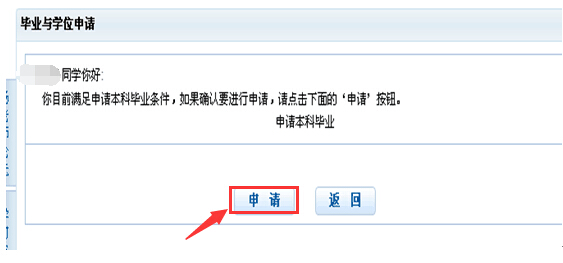 毕业与学位申请
同学你好:
你目前满足申请本科毕业条件，如果确认要进行申请，请点击下面的‘申请’按钮。
申请本科毕业
申 请
返 回